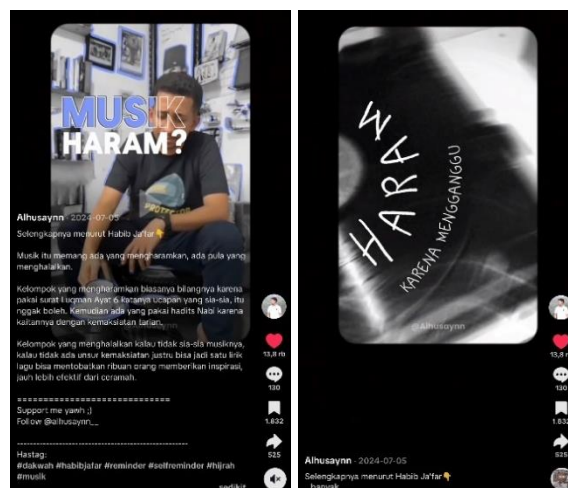 MUSIK
HARAM?
Alhusaynn - 2024-07-05
Selengkapnya menurut Habib Ja'far👇
Musik itu memang ada yang mengharamkan, ada pula yang
menghalalkan.
Kelompok yang mengharamkan biasanya bilangnya karena
pakai surat Luqman Ayat 6 katanya ucapan yang sia-sia, itu
nggak boleh. Kemudian ada yang pakai hadits Nabi karena
kaitannya dengan kemaksiatan tarian.
Kelompok yang menghalalkan kalau tidak sia-sia musiknya,
kalau tidak ada unsur kemaksiatan justru bisa jadi satu lirik
lagu bisa mentobatkan ribuan orang memberikan inspirasi,
jauh lebih efektif dari ceramah.
==============================
Support me yawh ;)
Follow @alhusaynn__
------------------------------------------------
Hastag:
#dakwah #habibjafar #reminder #selfreminder #hijrah
#musik
sedikit
13,8 rb
130
1.832
525
HARAM
KARENA MENGGANGGU
@Alhusaynn
Alhusaynn - 2024-07-05
Selengkapnya menurut Habib Ja'far👇
banyak
13,8 r
130
1.832
525